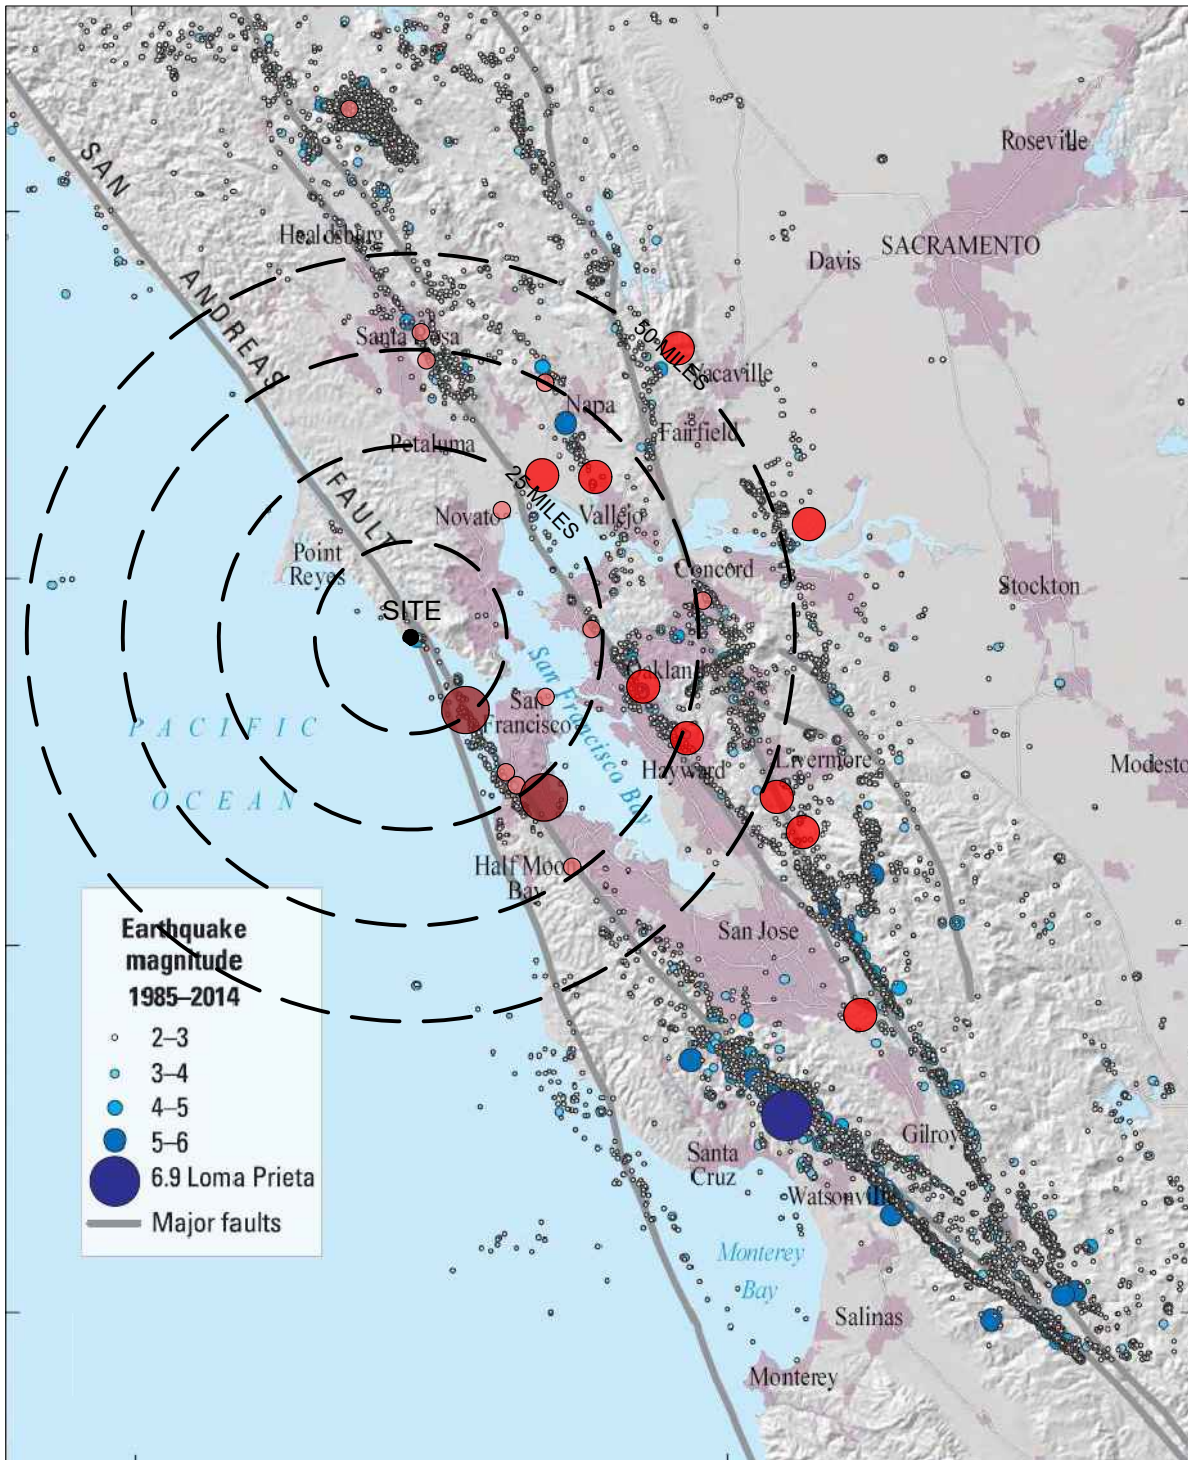 Roseville
SAN
Healdsburg
SACRAMENTO
Davis
ANDREAS
Santa Rosa
50 MILES
Vacaville
Napa
Fairfield
Petaluma
FAULT
25 MILES
Novato
Vallejo
Point
Reyes
Concord
Stockton
SITE
Oakland
San
Francisco
San Francisco Bay
PACIFIC
OCEAN
Hayward
Livermore
Modesto
Half Moon
Bay
San Jose
Earthquake
magnitude
1985–2014
2–3
3–4
4–5
5–6
6.9 Loma Prieta
Major faults
Gilroy
Santa
Cruz
Watsonville
Monterey
Bay
Salinas
Monterey